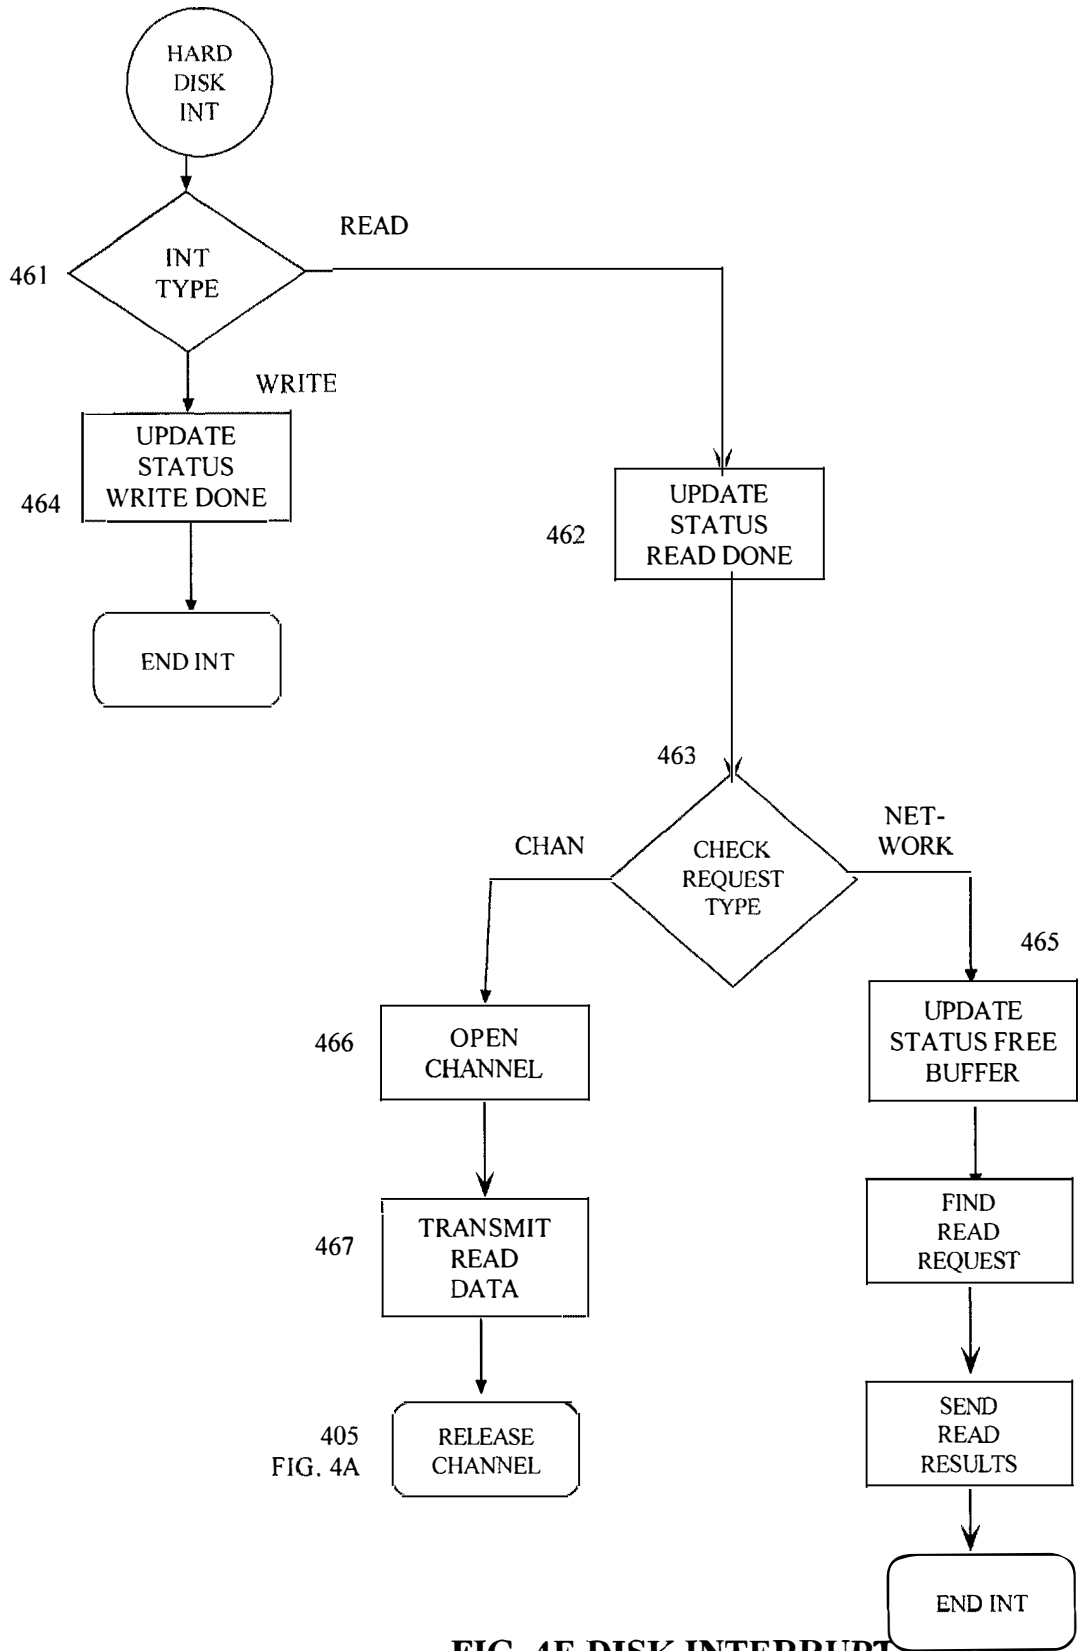 HARD
DISK
INT
READ
461
INT
TYPE
WRITE
464
UPDATE
STATUS
WRITE DONE
END INT
462
UPDATE
STATUS
READ DONE
463
CHAN
CHECK
REQUEST
TYPE
NET-
WORK
465
466
OPEN
CHANNEL
UPDATE
STATUS FREE
BUFFER
467
TRANSMIT
READ
DATA
FIND
READ
REQUEST
405
FIG. 4A
RELEASE
CHANNEL
SEND
READ
RESULTS
END INT
DISK INTERRUPT